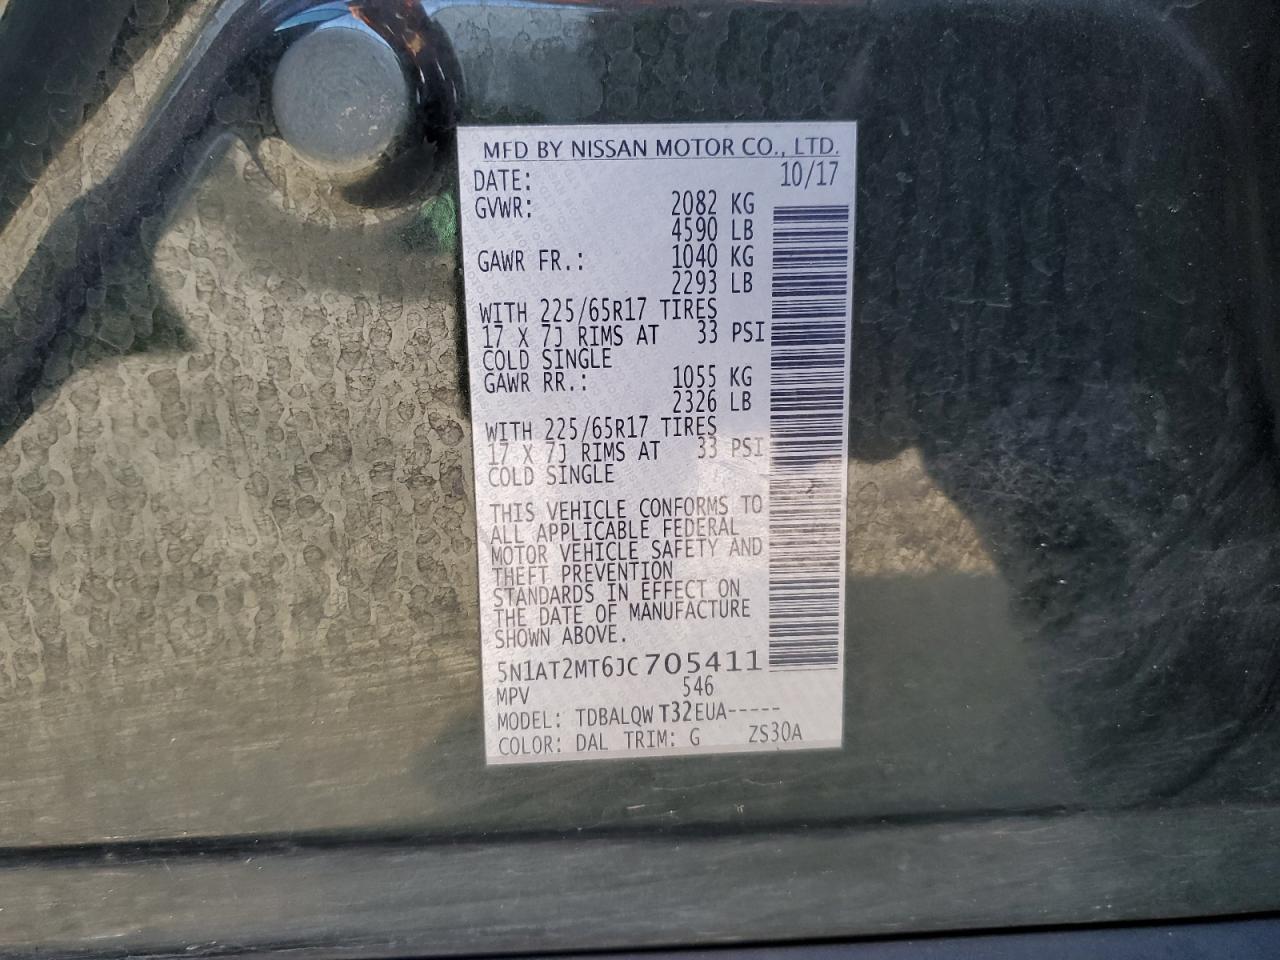 MFD BY NISSAN MOTOR CO., LTD.
DATE: 10/17
GVWR: 2082 KG
4590 LB
GAWR FR.: 1040 KG
2293 LB
WITH 225/65R17 TIRES
17 X 7J RIMS AT 33 PSI
COLD SINGLE
GAWR RR.: 1055 KG
2326 LB
WITH 225/65R17 TIRES
17 X 7J RIMS AT 33 PSI
COLD SINGLE
THIS VEHICLE CONFORMS TO
ALL APPLICABLE FEDERAL
MOTOR VEHICLE SAFETY AND
THEFT PREVENTION
STANDARDS IN EFFECT ON
THE DATE OF MANUFACTURE
SHOWN ABOVE.
5N1AT2MT6JC705411
MPV 546
MODEL: TDBALQW T32EUA-----
COLOR: DAL TRIM: G ZS30A